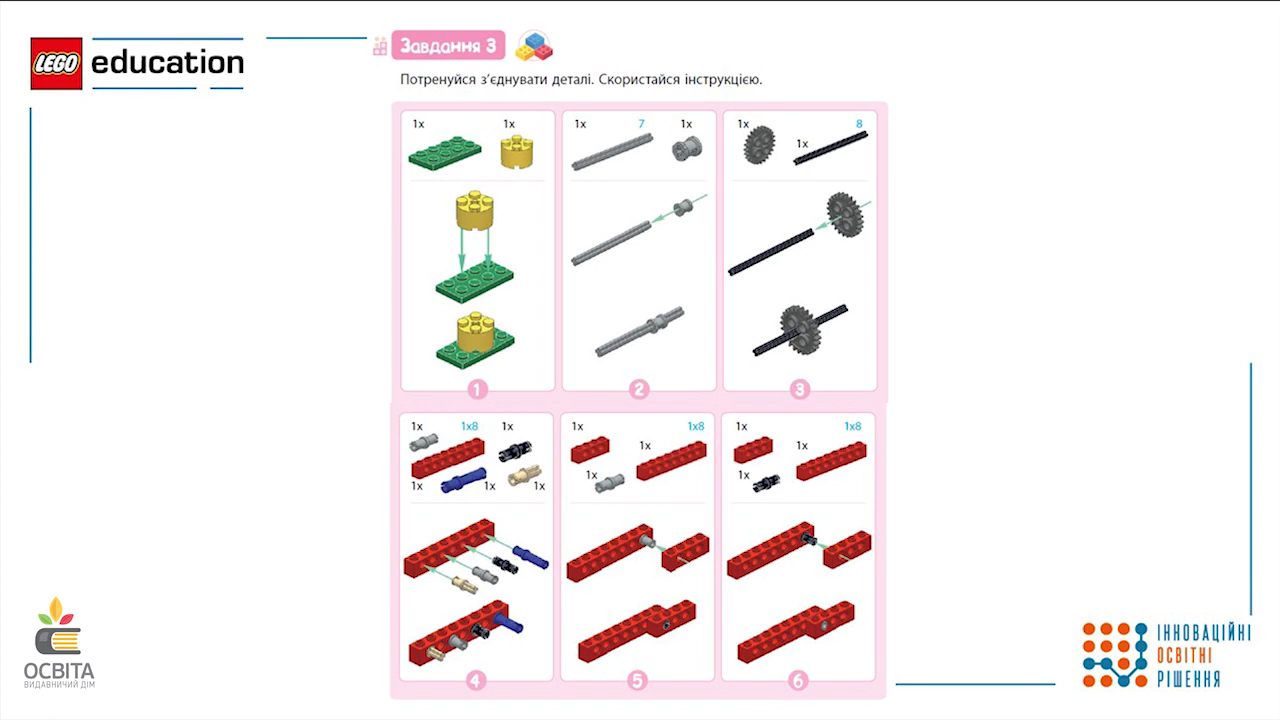 LEGO education
Завдання 3
Потренуйся з’єднувати деталі. Скористайся інструкцією.
1x 1x
1x 7 1x
1x 1x 8
1 2 3
1x 1x8 1x
1x 1x 1x
1x 1x 1x8
1x
1x 1x 1x8
1x
4 5 6
ОСВІТА
ВИДАВНИЧИЙ ДІМ
ІННОВАЦІЙНІ
ОСВІТНІ
РІШЕННЯ